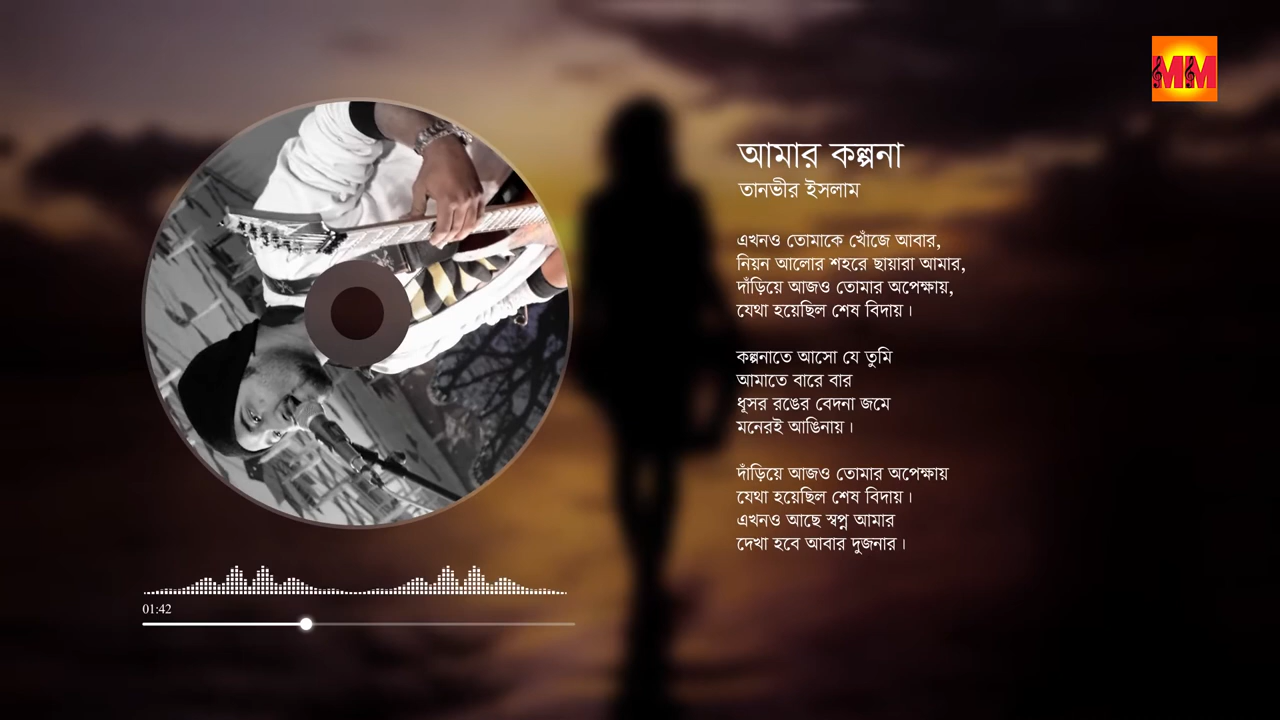 MM
আমার কল্পনা
তানভীর ইসলাম
এখনও তোমাকে খোঁজে আবার,
নিয়ন আলোর শহরে ছায়ারা আমার,
দাঁড়িয়ে আজও তোমার অপেক্ষায়,
যেথা হয়েছিল শেষ বিদায়।
কল্পনাতে আসো যে তুমি
আমাতে বারে বার
ধূসর রঙের বেদনা জমে
মনেরই আঙিনায়।
দাঁড়িয়ে আজও তোমার অপেক্ষায়
যেথা হয়েছিল শেষ বিদায়।
এখনও আছে স্বপ্ন আমার
দেখা হবে আবার দুজনার।
01:42